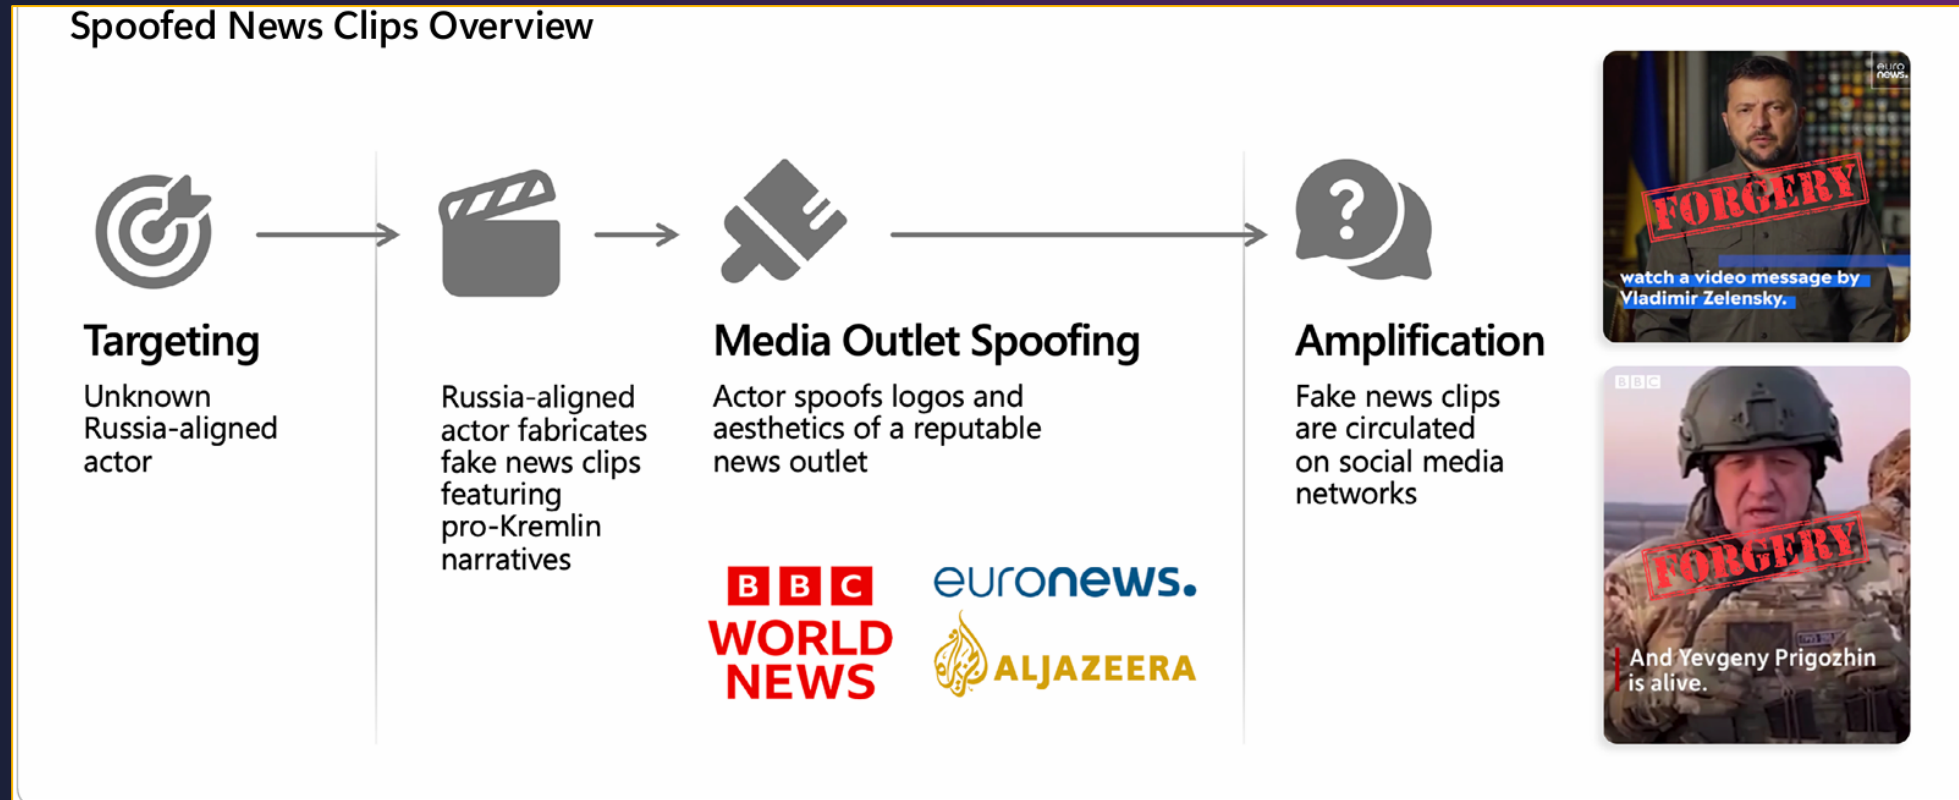 Spoofed News Clips Overview
Targeting
Unknown
Russia-aligned
actor
Russia-aligned
actor fabricates
fake news clips
featuring
pro-Kremlin
narratives
Media Outlet Spoofing
Actor spoofs logos and
aesthetics of a reputable
news outlet
BBC
WORLD
NEWS
euronews.
ALJAZEERA
Amplification
Fake news clips
are circulated
on social media
networks
euro
news.
FORGERY
watch a video message by
Vladimir Zelensky.
BBC
FORGERY
And Yevgeny Prigozhin
is alive.